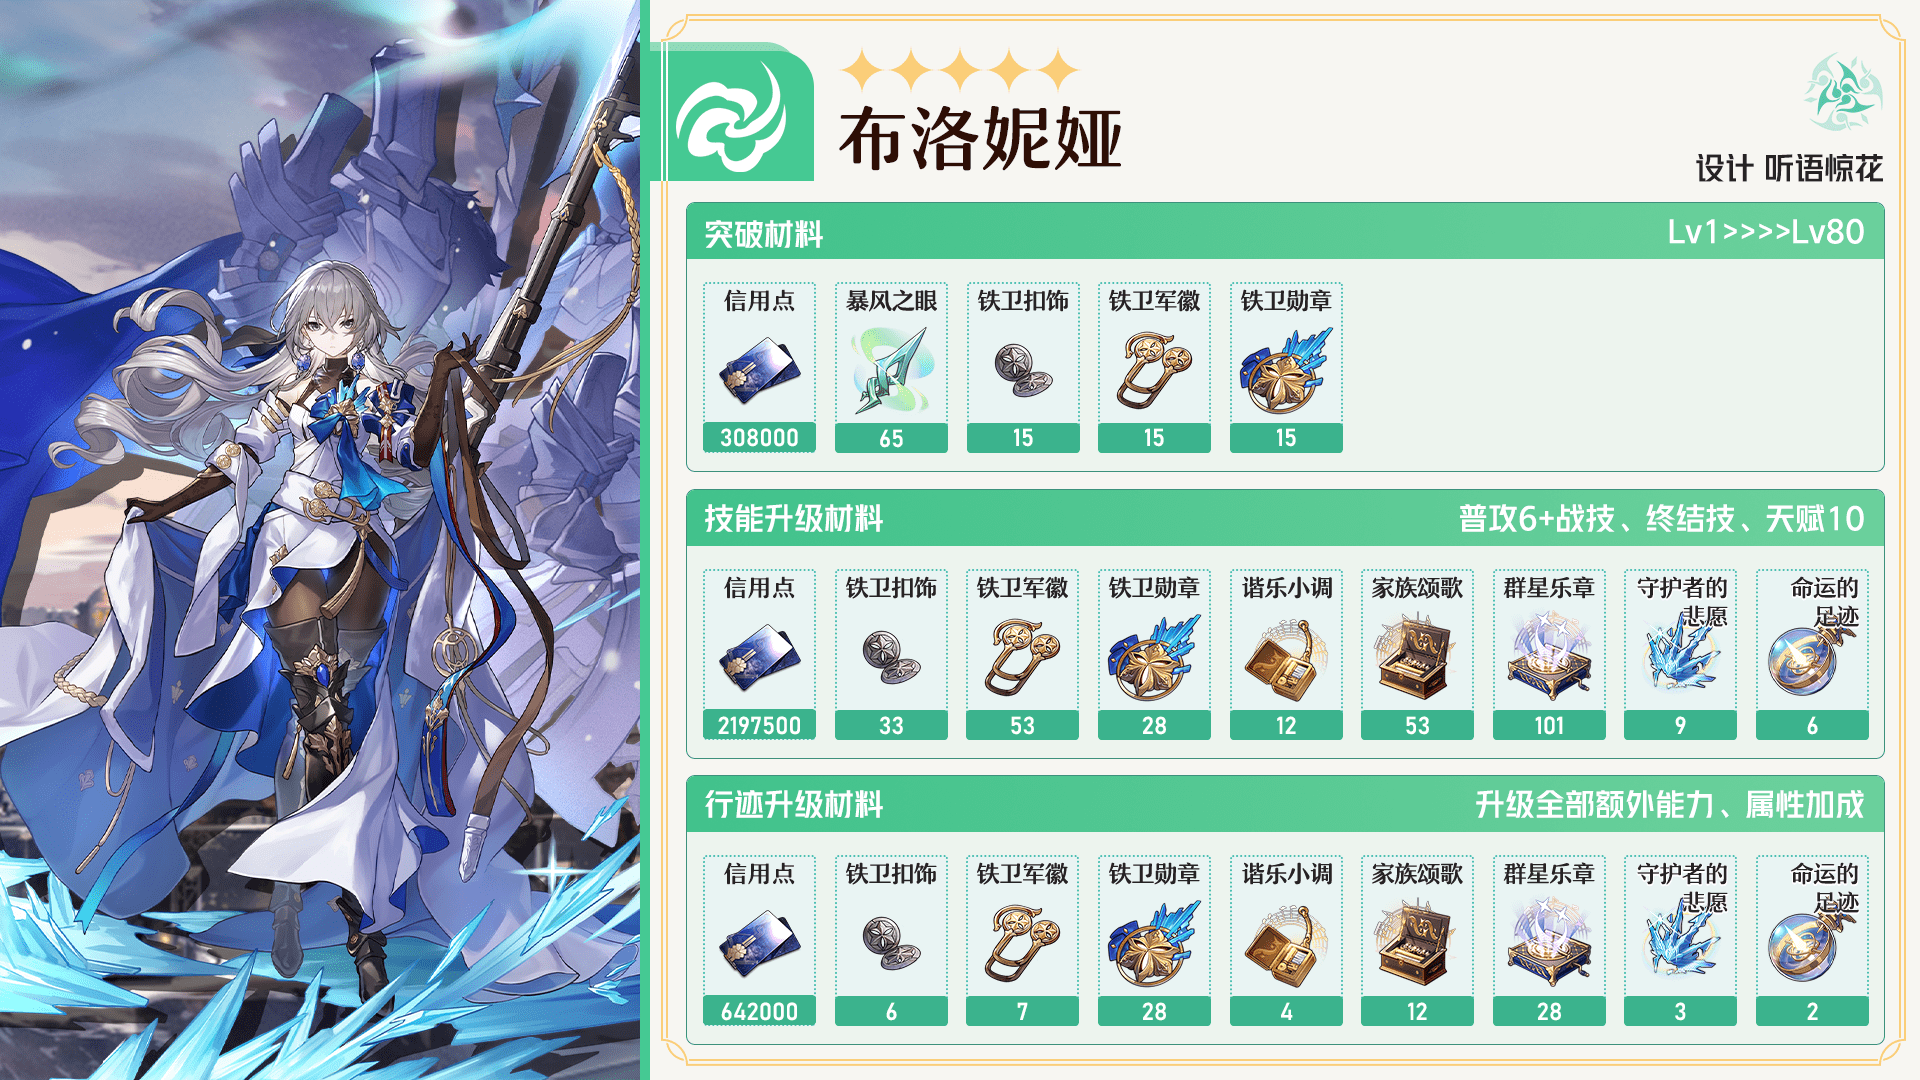 布洛妮娅
设计 听语惊花
突破材料 Lv1>>>>Lv80
信用点 暴风之眼 铁卫扣饰 铁卫军徽 铁卫勋章
308000 65 15 15 15
技能升级材料 普攻6+战技、终结技、天赋10
信用点 铁卫扣饰 铁卫军徽 铁卫勋章 谐乐小调 家族颂歌 群星乐章 守护者的 命运的
悲愿 足迹
2197500 33 53 28 12 53 101 9 6
行迹升级材料 升级全部额外能力、属性加成
信用点 铁卫扣饰 铁卫军徽 铁卫勋章 谐乐小调 家族颂歌 群星乐章 守护者的 命运的
悲愿 足迹
642000 6 7 28 4 12 28 3 2